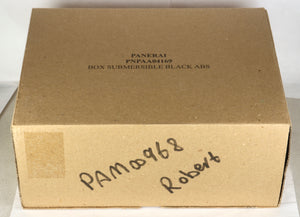 PANERAI
PNPAA04169
BOX SUBMERSIBLE BLACK ABS
PAM00968
Robert